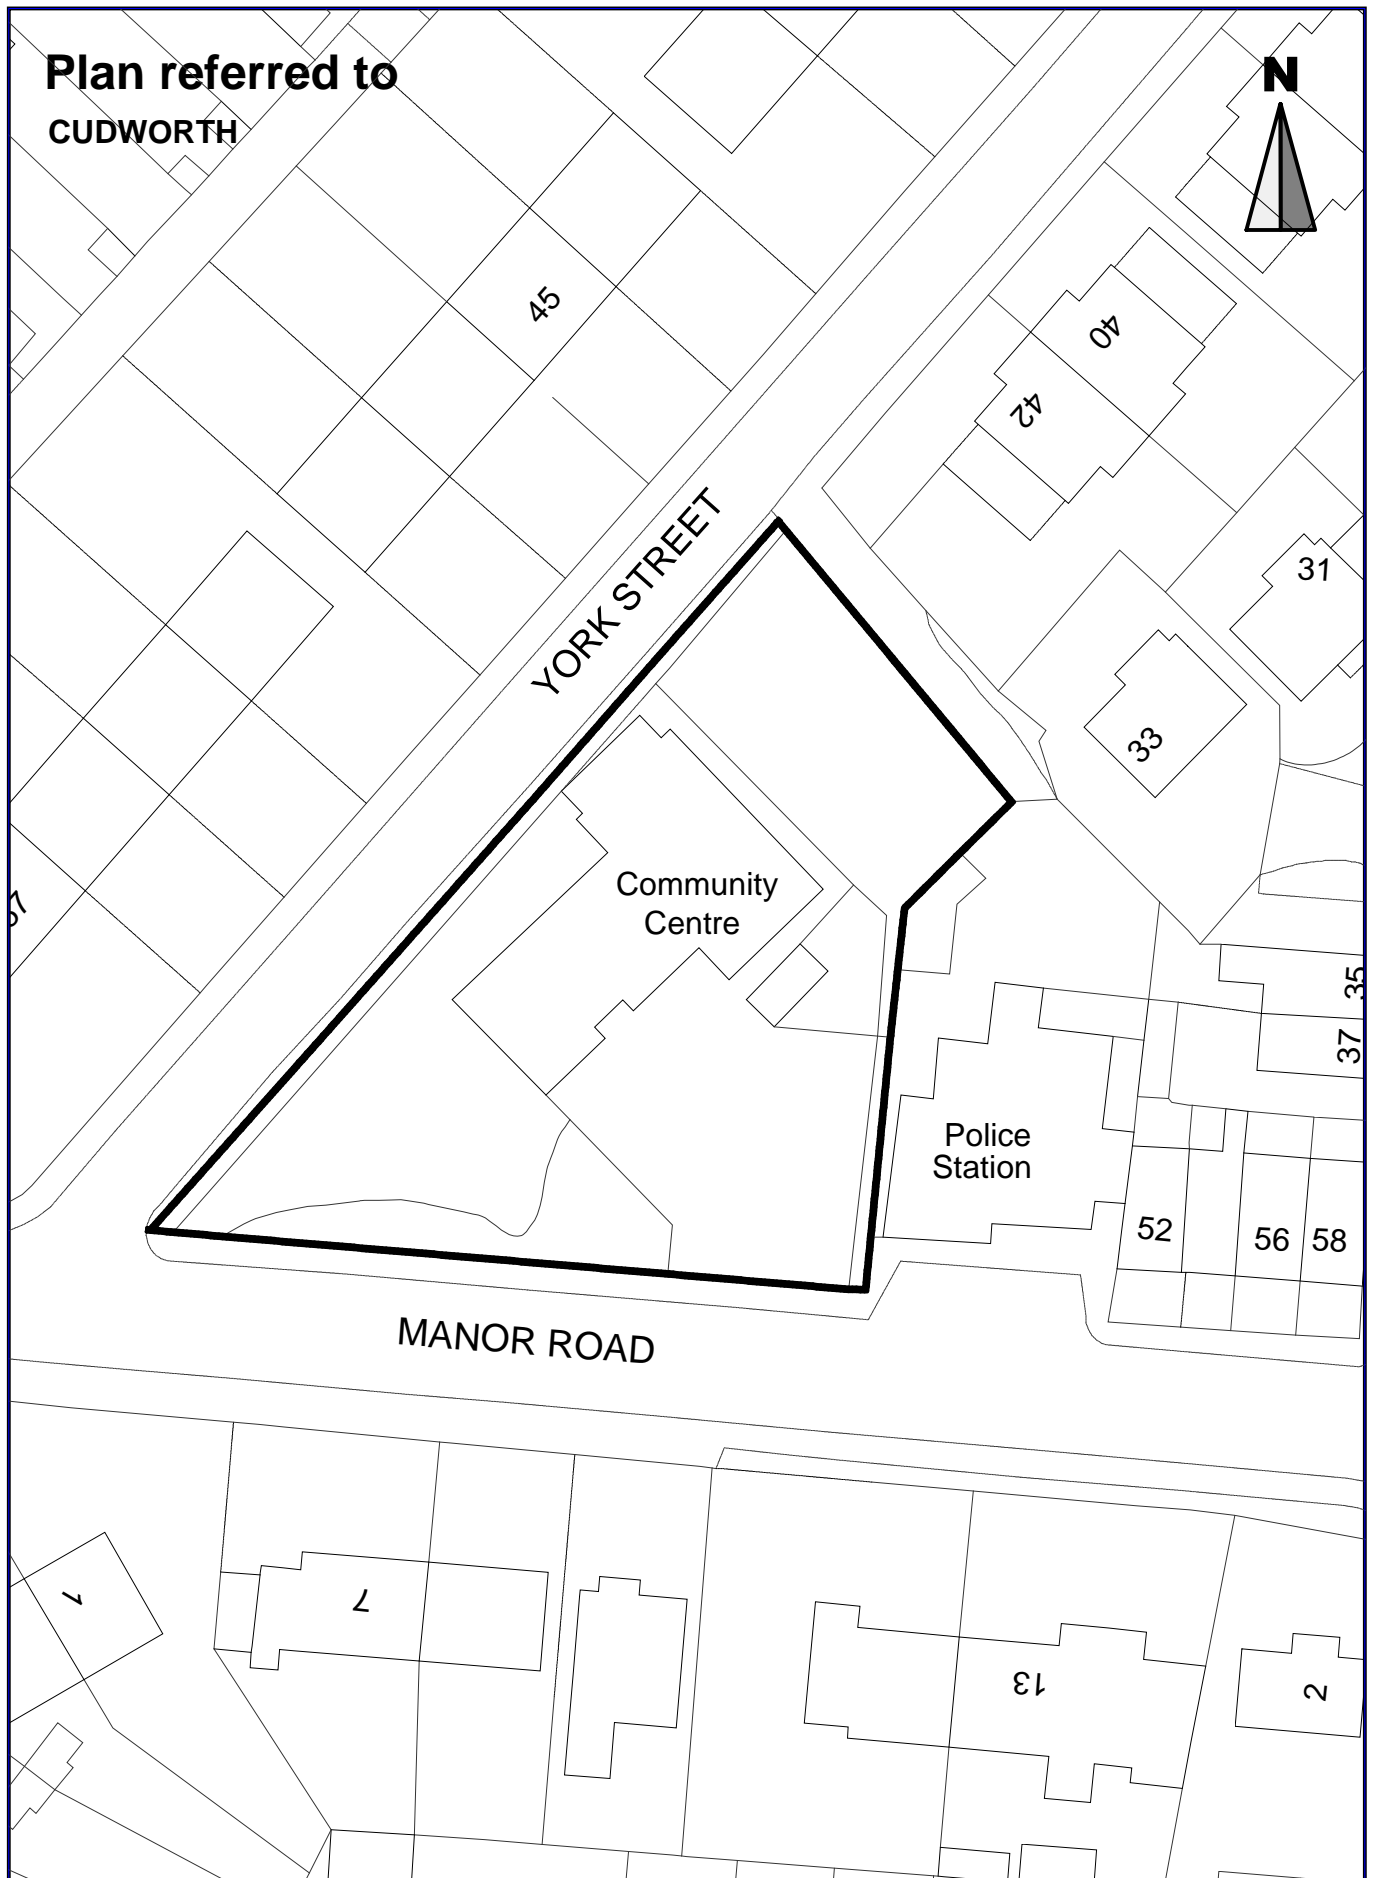 Plan referred to
CUDWORTH
N
45
40
42
YORK STREET
31
33
Community
Centre
35
37
Police
Station
52
56
58
MANOR ROAD
1
7
13
2